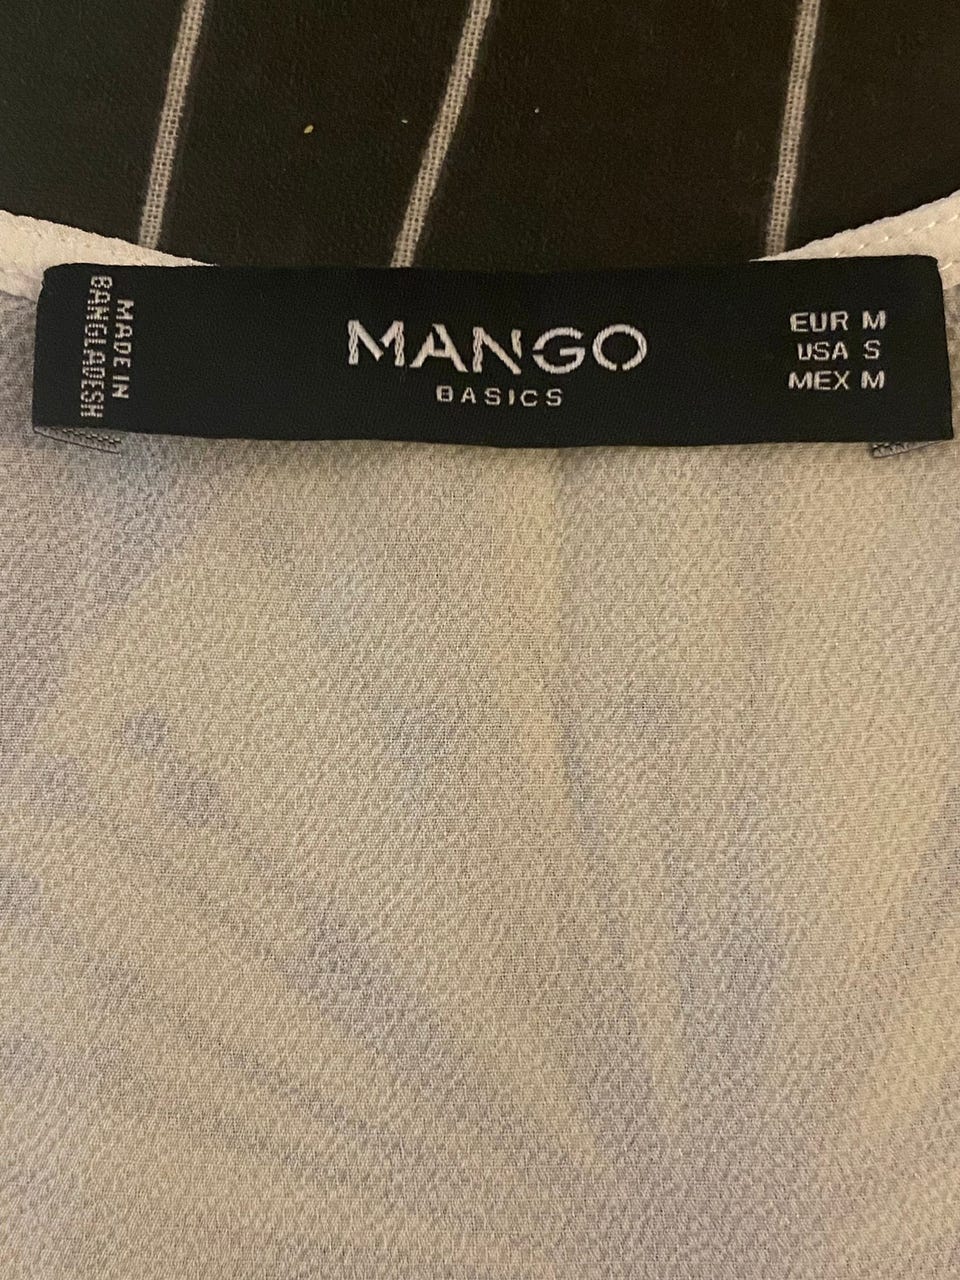 MADE IN
BANGLADESH
MANGO
BASICS
EUR M
USA S
MEX M